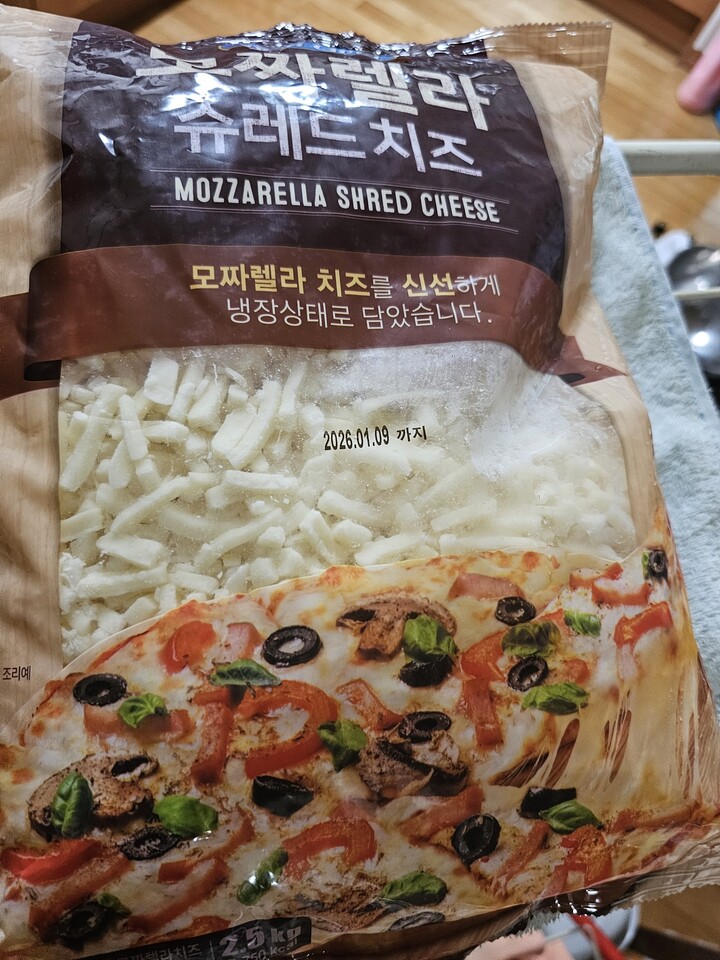 모짜렐라
슈레드치즈
MOZZARELLA SHRED CHEESE
모짜렐라 치즈를 신선하게
냉장상태로 담았습니다.
2026.01.09 까지
조리예
2.5 kg